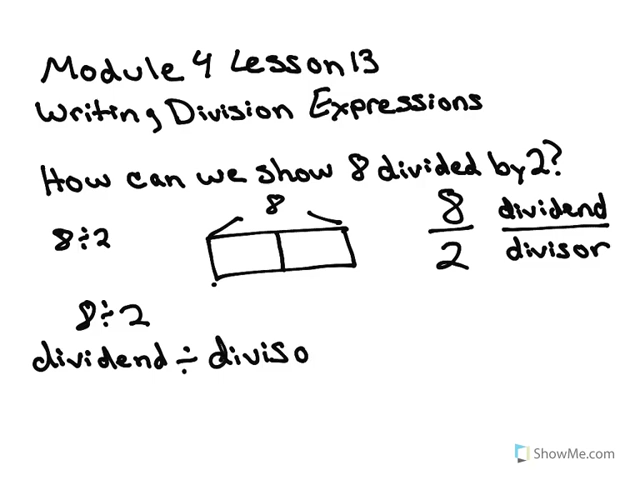 Module 4 Lesson 13
Writing Division Expressions
How can we show 8 divided by 2?
8
8÷2
8 dividend
2 divisor
8÷2
dividend ÷ diviso
ShowMe.com